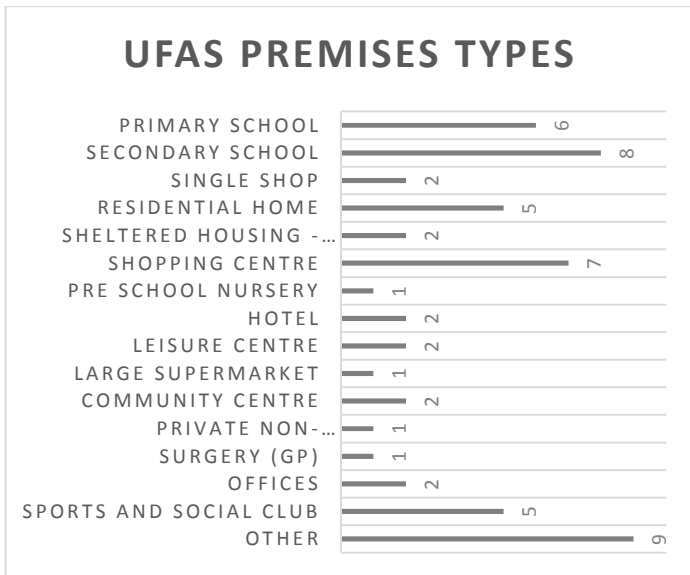 UFAS PREMISES TYPES
PRIMARY SCHOOL 6
SECONDARY SCHOOL 8
SINGLE SHOP 2
RESIDENTIAL HOME 5
SHELTERED HOUSING -... 2
SHOPPING CENTRE 7
PRE SCHOOL NURSERY 1
HOTEL 2
LEISURE CENTRE 2
LARGE SUPERMARKET 1
COMMUNITY CENTRE 2
PRIVATE NON-... 1
SURGERY (GP) 1
OFFICES 2
SPORTS AND SOCIAL CLUB 5
OTHER 9